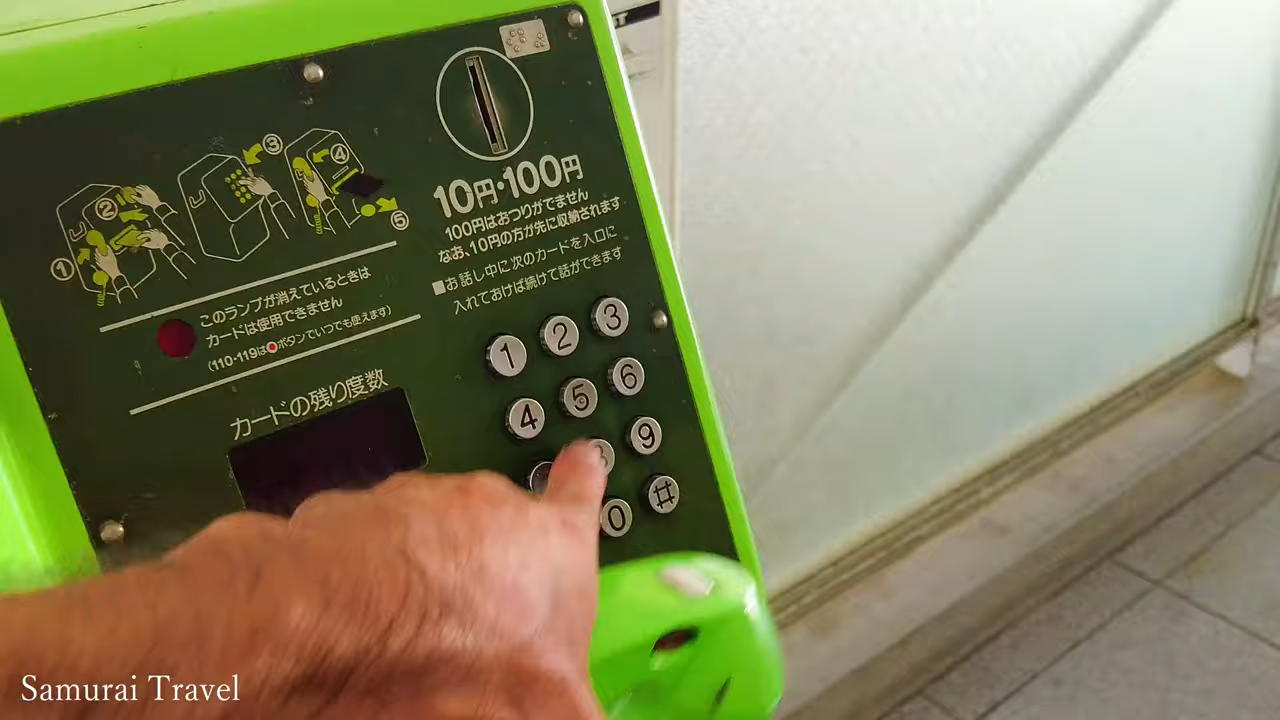 ① ② ③ ④ ⑤
10円・100円
100円はおつりがでません
なお、10円の方が先に収納されます
■お話し中に次のカードを入口に
入れておけば続けて話ができます
このランプが消えているときは
カードは使用できません
(110・119は●ボタンでいつでも使えます)
カードの残り度数
1 2 3
4 5 6
8 9
0 #
Samurai Travel